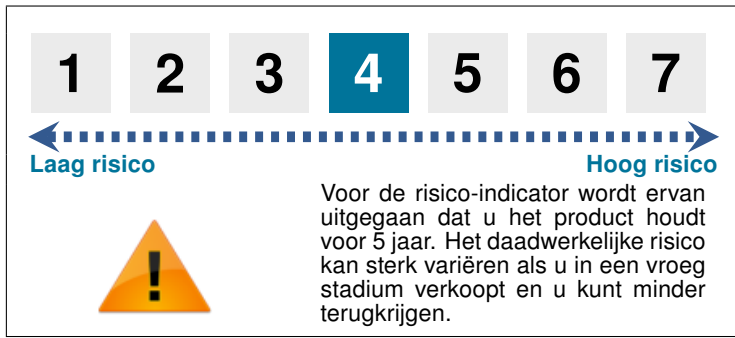 1 2 3 4 5 6 7
Laag risico Hoog risico
Voor de risico-indicator wordt ervan
uitgegaan dat u het product houdt
voor 5 jaar. Het daadwerkelijke risico
kan sterk variëren als u in een vroeg
stadium verkoopt en u kunt minder
terugkrijgen.